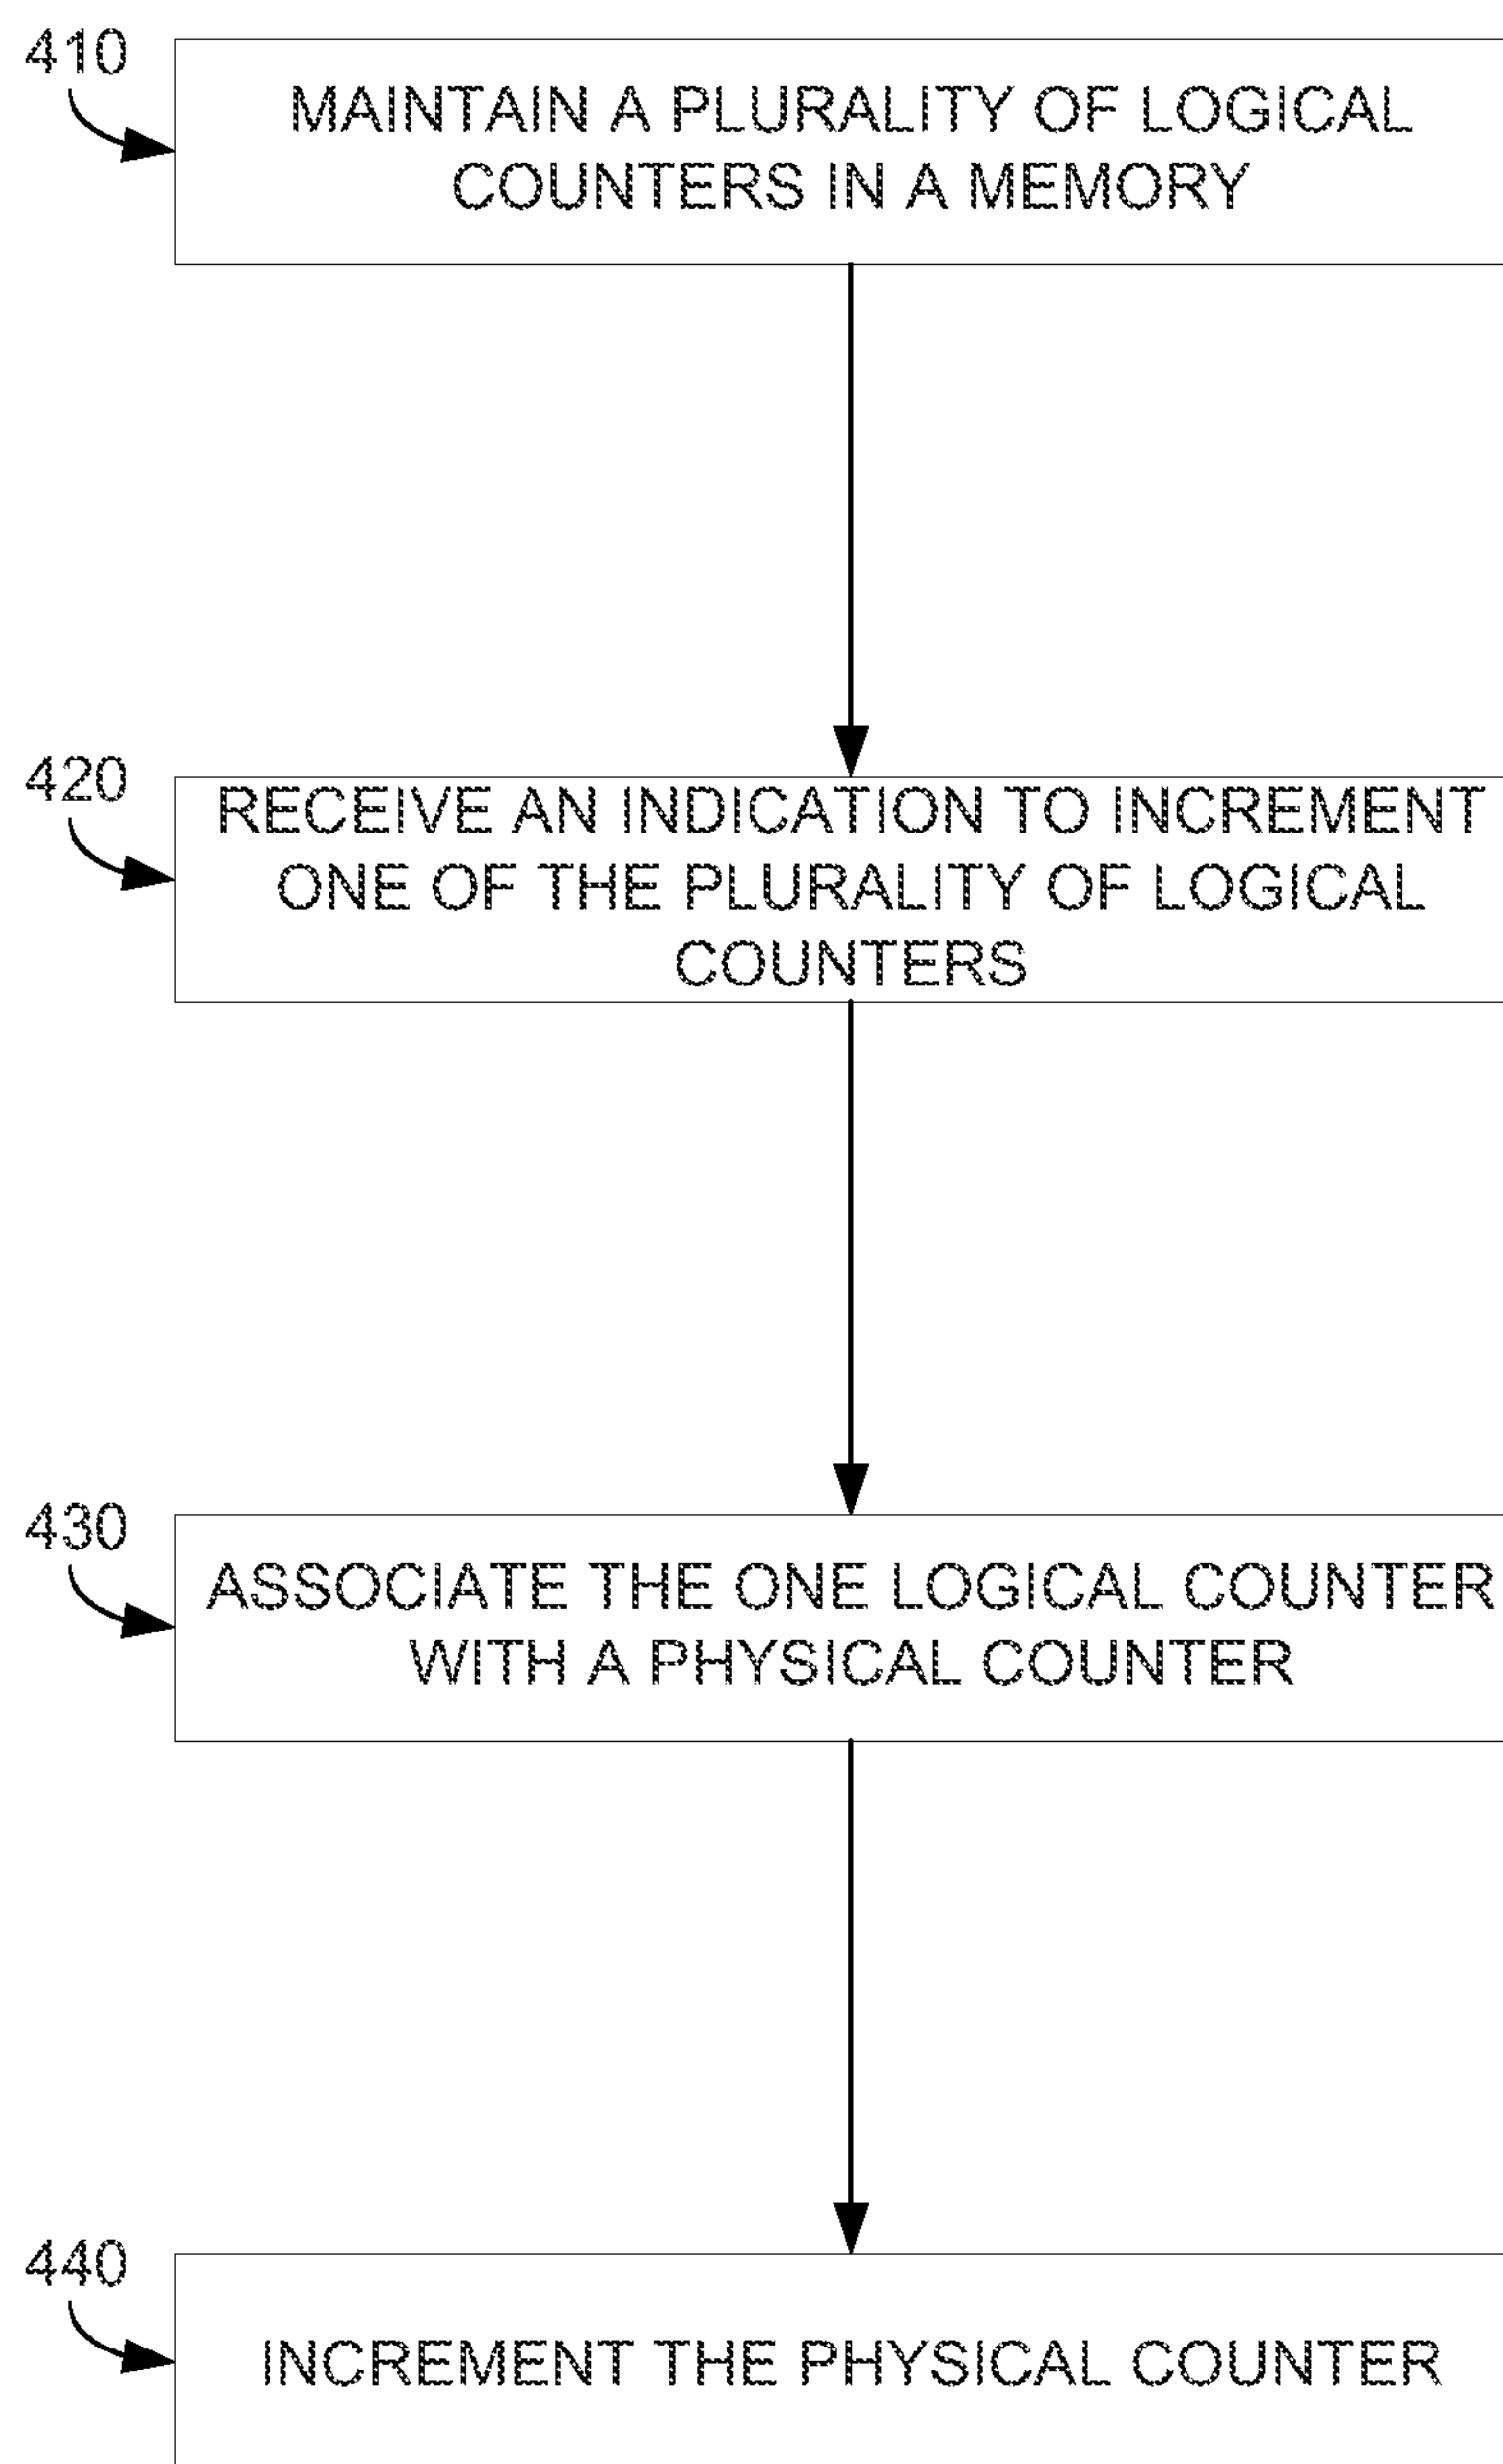 410
MAINTAIN A PLURALITY OF LOGICAL
COUNTERS IN A MEMORY
420
RECEIVE AN INDICATION TO INCREMENT
ONE OF THE PLURALITY OF LOGICAL
COUNTERS
430
ASSOCIATE THE ONE LOGICAL COUNTER
WITH A PHYSICAL COUNTER
440
INCREMENT THE PHYSICAL COUNTER